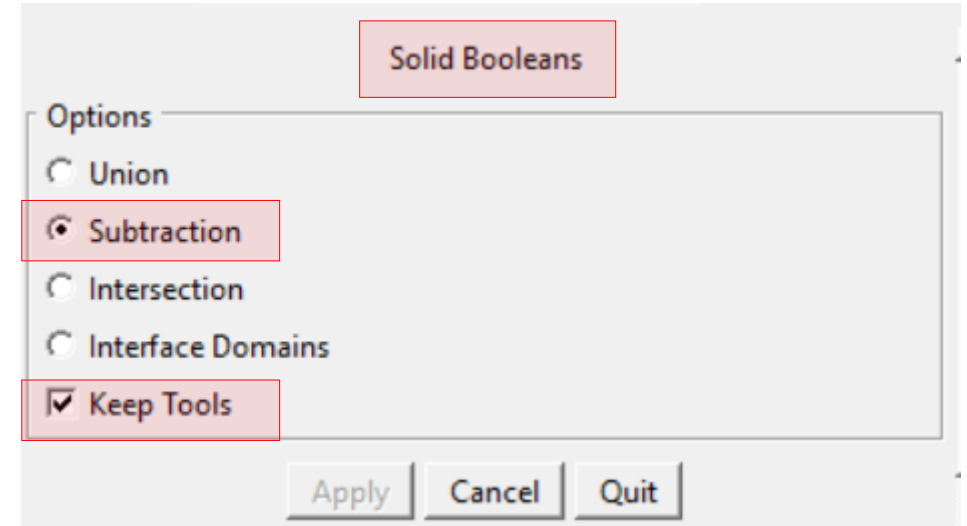 Solid Booleans
Options
Union
Subtraction
Intersection
Interface Domains
Keep Tools
Apply Cancel Quit